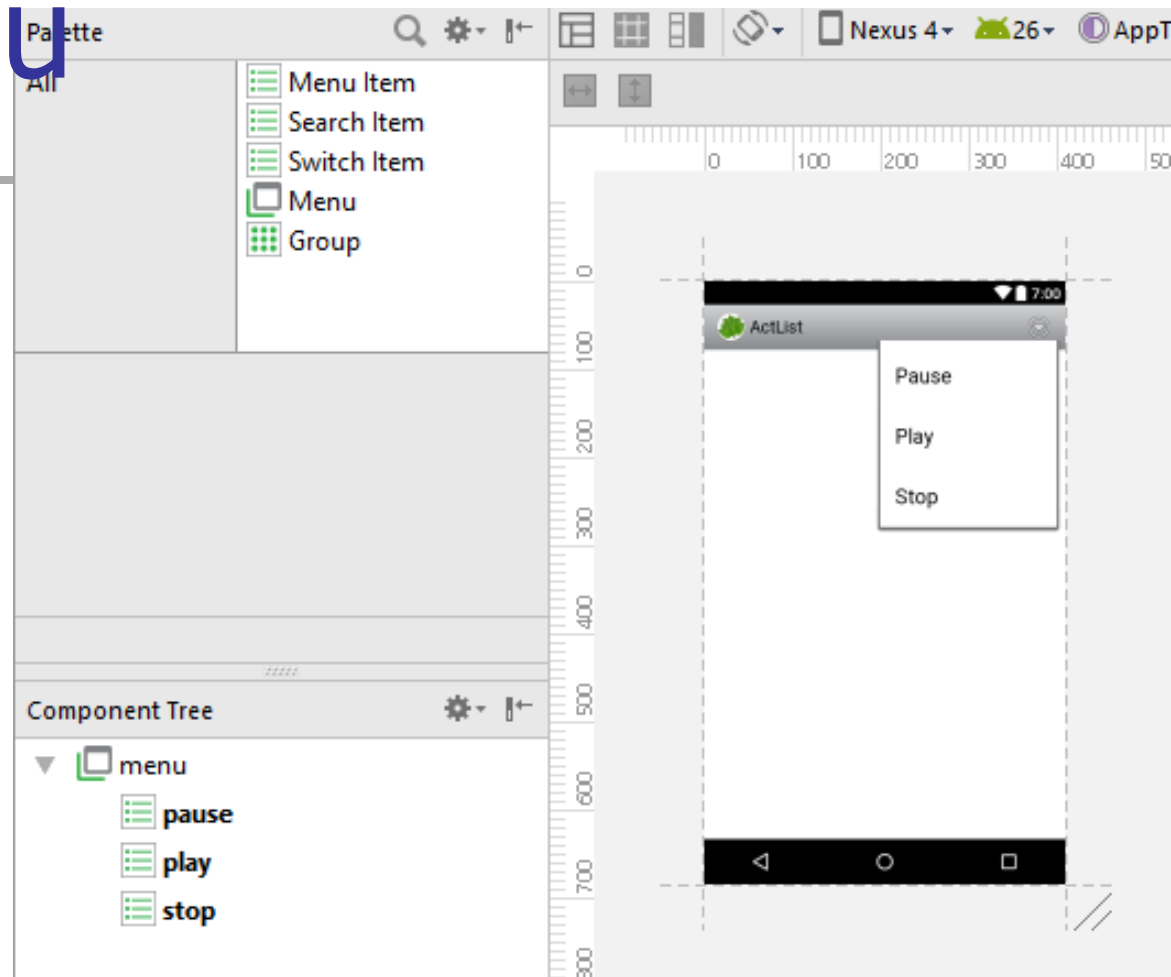 u
Palette
Nexus 4 26 AppT
All
Menu Item
Search Item
Switch Item
Menu
Group
0 100 200 300 400 50
0
100
200
300
400
500
600
700
800
7:00
ActList
Pause
Play
Stop
Component Tree
menu
pause
play
stop